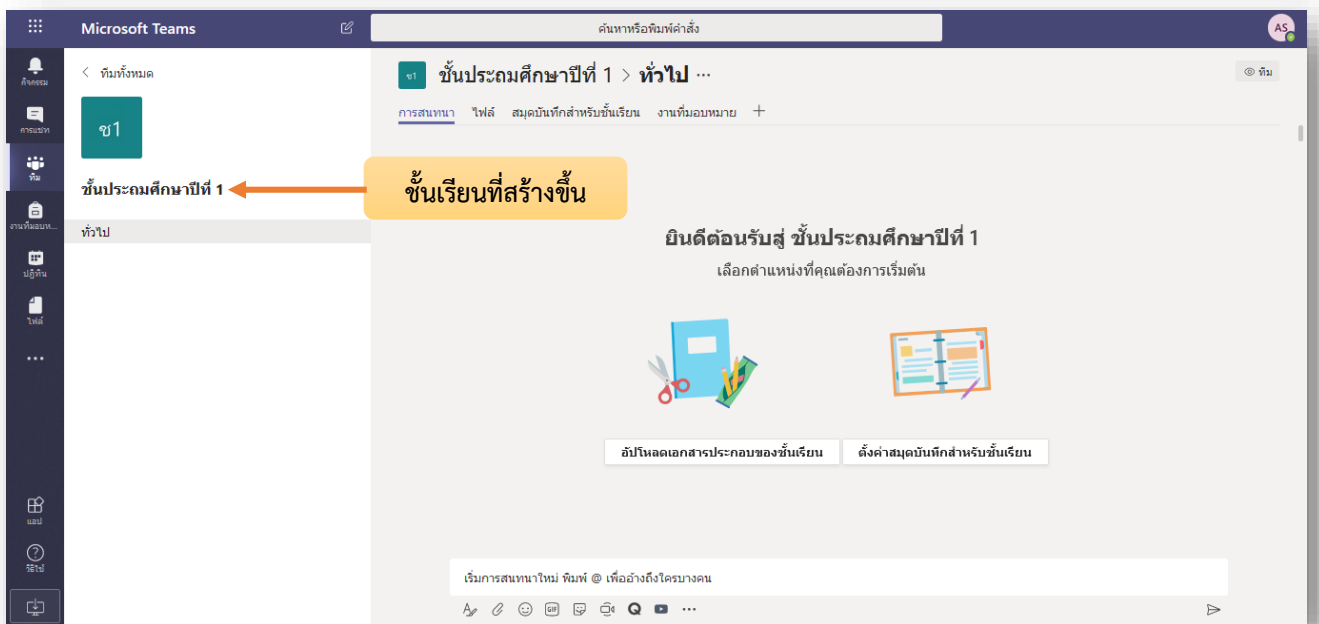 Microsoft Teams
ค้นหาหรือพิมพ์คำสั่ง
AS
กิจกรรม
การแชท
ทีม
งานที่มอบห...
ปฏิทิน
ไฟล์
แอป
วิธีใช้
ทีมทั้งหมด
ช1
ชั้นประถมศึกษาปีที่ 1
ทั่วไป
ชั้นเรียนที่สร้างขึ้น
ช1 ชั้นประถมศึกษาปีที่ 1 > ทั่วไป ...
ทีม
การสนทนา ไฟล์ สมุดบันทึกสำหรับชั้นเรียน งานที่มอบหมาย +
ยินดีต้อนรับสู่ ชั้นประถมศึกษาปีที่ 1
เลือกตำแหน่งที่คุณต้องการเริ่มต้น
อัปโหลดเอกสารประกอบของชั้นเรียน ตั้งค่าสมุดบันทึกสำหรับชั้นเรียน
เริ่มการสนทนาใหม่ พิมพ์ @ เพื่ออ้างถึงใครบางคน
GIF